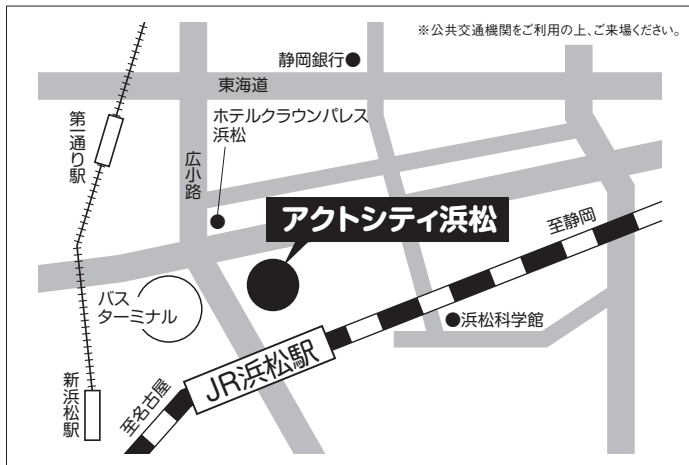 ※公共交通機関をご利用の上、ご来場ください。
静岡銀行
東海道
ホテルクラウンパレス
浜松
第一通り駅
広小路
アクトシティ浜松
至静岡
バス
ターミナル
浜松科学館
JR浜松駅
新浜松駅
至名古屋